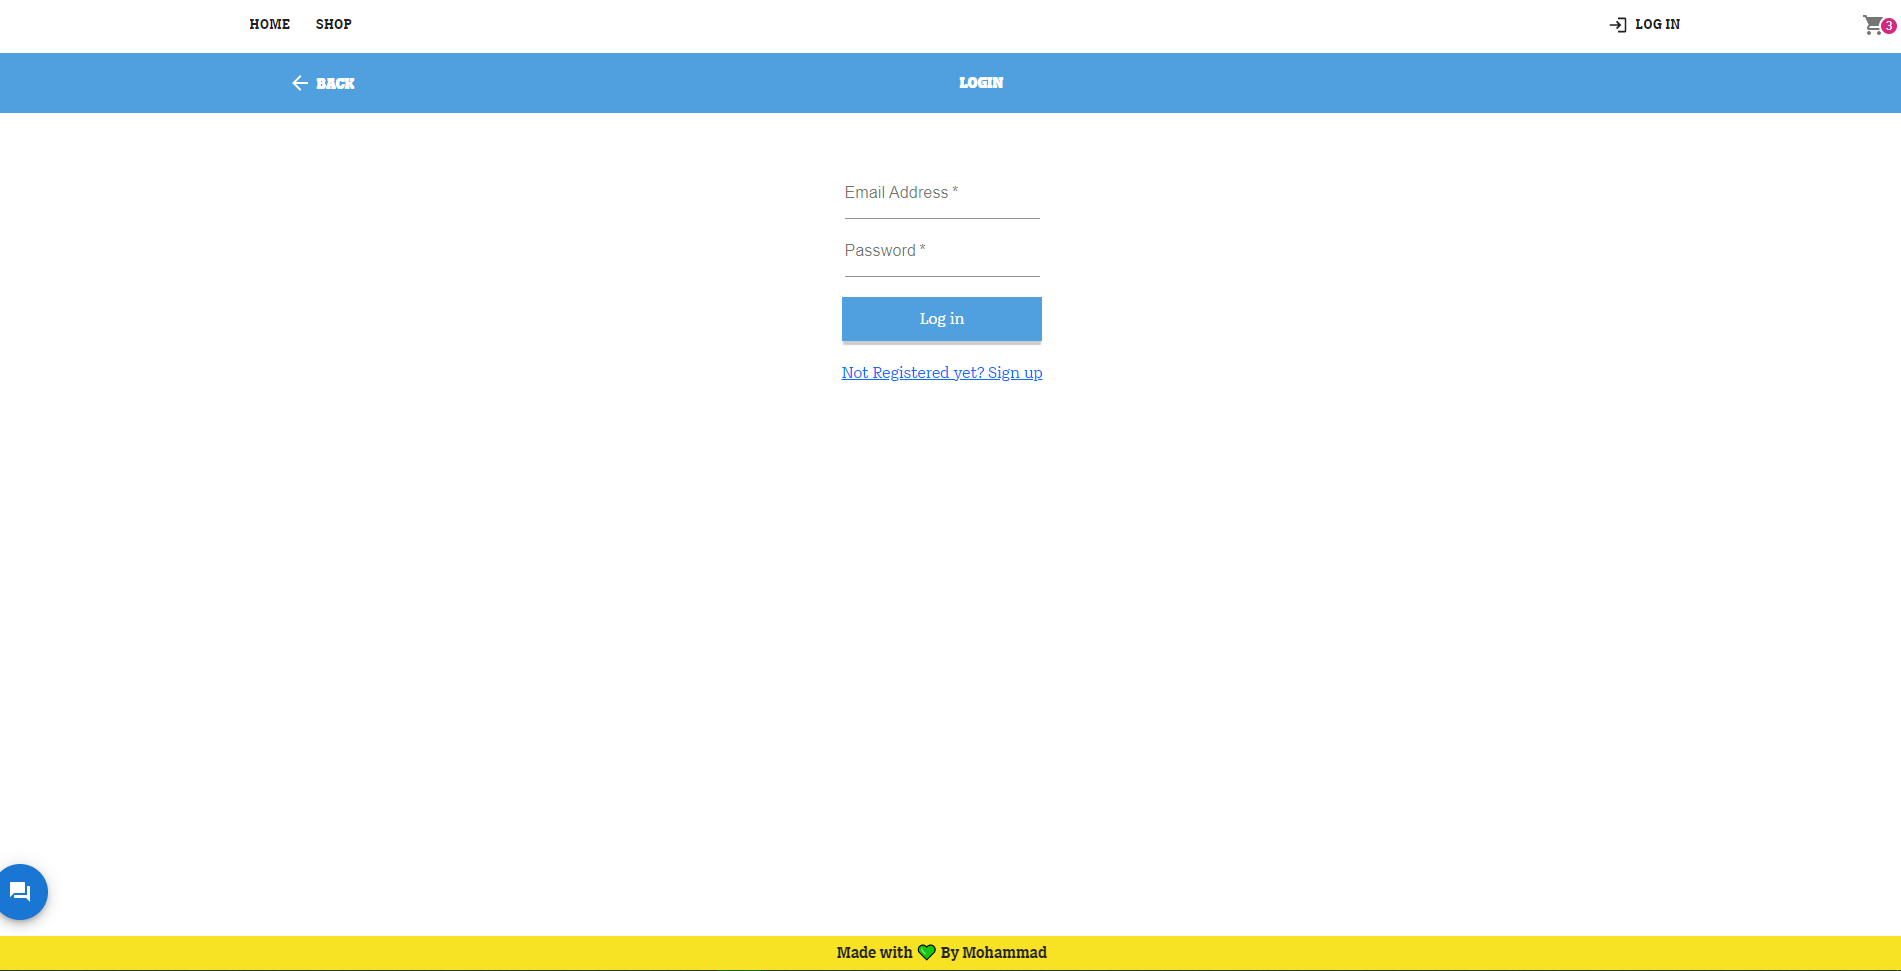 HOME SHOP LOG IN 3
BACK LOGIN
Email Address *
Password *
Log in
Not Registered yet? Sign up
Made with 💚 By Mohammad